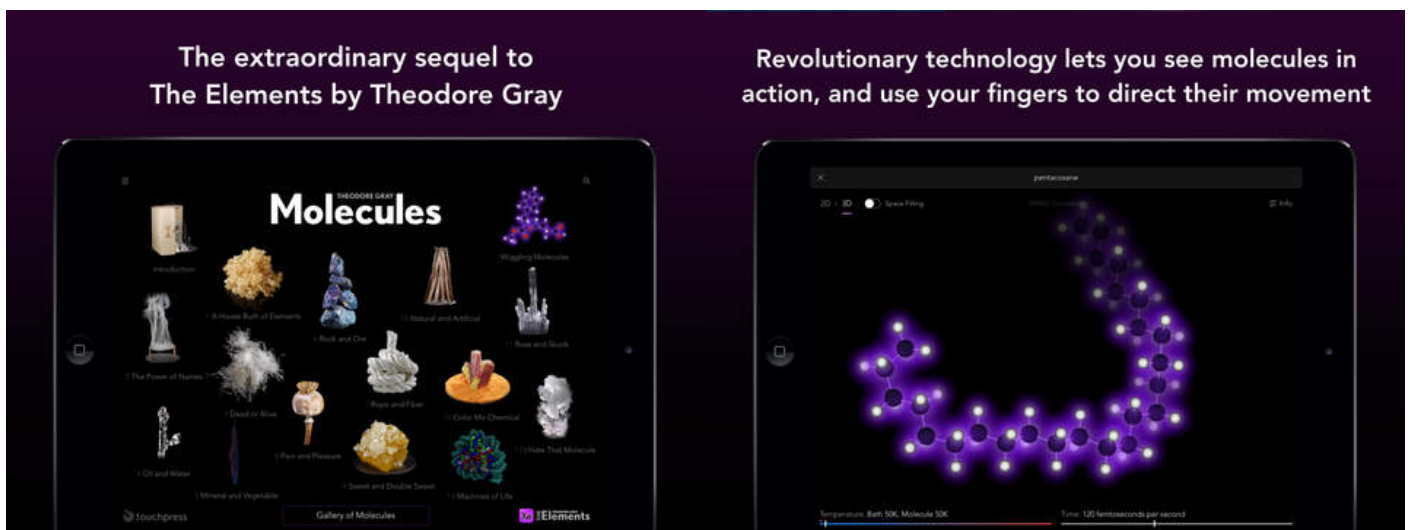 The extraordinary sequel to
The Elements by Theodore Gray
THEODORE GRAY
Molecules
Introduction
Wiggling Molecules
A House Built of Elements
Rock and Ore
Natural and Artificial
Rose and Skunk
2 The Power of Names
Dead or Alive
Rope and Fiber
Color Me Chemical
I Hate That Molecule
Oil and Water
Pain and Pleasure
Sweet and Double Sweet
Mineral and Vegetable
14 Machines of Life
touchpress
Gallery of Molecules
Xe
Elements
Revolutionary technology lets you see molecules in
action, and use your fingers to direct their movement
pentacosane
2D 3D Space Filling
Info
Temperature: Bath 50K, Molecule 50K
Time: 120 femtoseconds per second